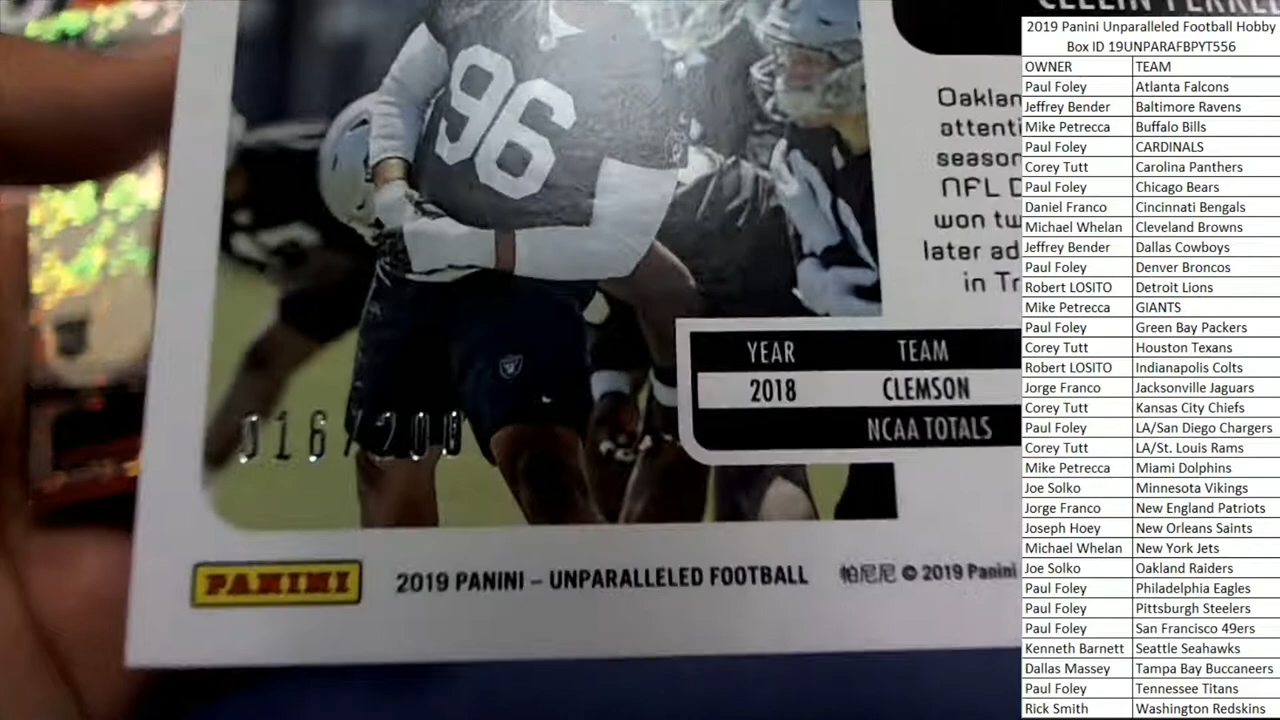 96
Oaklan
attenti
season
NFL D
won tw
later ad
in Tr
YEAR TEAM
2018 CLEMSON
NCAA TOTALS
016 200
PANINI
2019 PANINI – UNPARALLELED FOOTBALL
帕尼尼 © 2019 Panini
2019 Panini Unparalleled Football Hobby
Box ID 19UNPARAFBPYT556
OWNER TEAM
Paul Foley Atlanta Falcons
Jeffrey Bender Baltimore Ravens
Mike Petrecca Buffalo Bills
Paul Foley CARDINALS
Corey Tutt Carolina Panthers
Paul Foley Chicago Bears
Daniel Franco Cincinnati Bengals
Michael Whelan Cleveland Browns
Jeffrey Bender Dallas Cowboys
Paul Foley Denver Broncos
Robert LOSITO Detroit Lions
Mike Petrecca GIANTS
Paul Foley Green Bay Packers
Corey Tutt Houston Texans
Robert LOSITO Indianapolis Colts
Jorge Franco Jacksonville Jaguars
Corey Tutt Kansas City Chiefs
Paul Foley LA/San Diego Chargers
Corey Tutt LA/St. Louis Rams
Mike Petrecca Miami Dolphins
Joe Solko Minnesota Vikings
Jorge Franco New England Patriots
Joseph Hoey New Orleans Saints
Michael Whelan New York Jets
Joe Solko Oakland Raiders
Paul Foley Philadelphia Eagles
Paul Foley Pittsburgh Steelers
Paul Foley San Francisco 49ers
Kenneth Barnett Seattle Seahawks
Dallas Massey Tampa Bay Buccaneers
Paul Foley Tennessee Titans
Rick Smith Washington Redskins